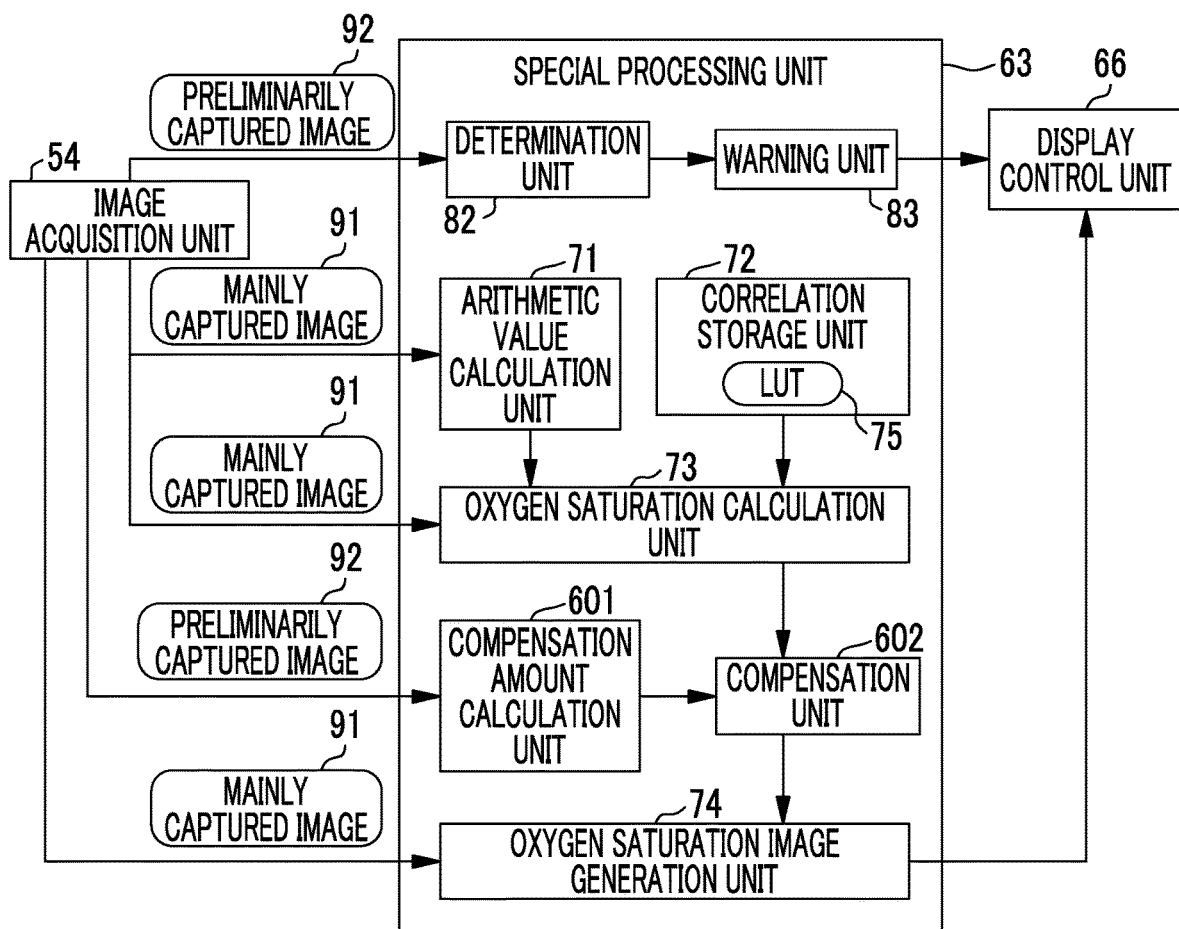 92
SPECIAL PROCESSING UNIT
63
66
PRELIMINARILY
CAPTURED IMAGE
DETERMINATION
UNIT
82
WARNING UNIT
83
DISPLAY
CONTROL UNIT
54
IMAGE
ACQUISITION UNIT
91
MAINLY
CAPTURED IMAGE
71
ARITHMETIC
VALUE
CALCULATION
UNIT
72
CORRELATION
STORAGE UNIT
LUT
75
91
MAINLY
CAPTURED IMAGE
73
OXYGEN SATURATION CALCULATION
UNIT
92
PRELIMINARILY
CAPTURED IMAGE
601
COMPENSATION
AMOUNT
CALCULATION
UNIT
602
COMPENSATION
UNIT
91
MAINLY
CAPTURED IMAGE
74
OXYGEN SATURATION IMAGE
GENERATION UNIT